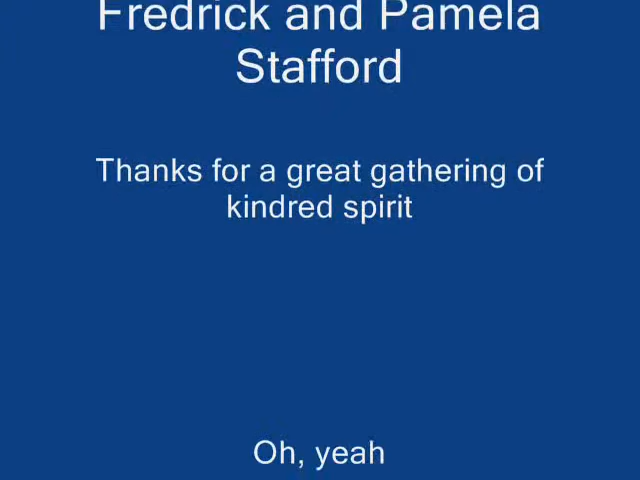 Fredrick and Pamela
Stafford
Thanks for a great gathering of
kindred spirit
Oh, yeah